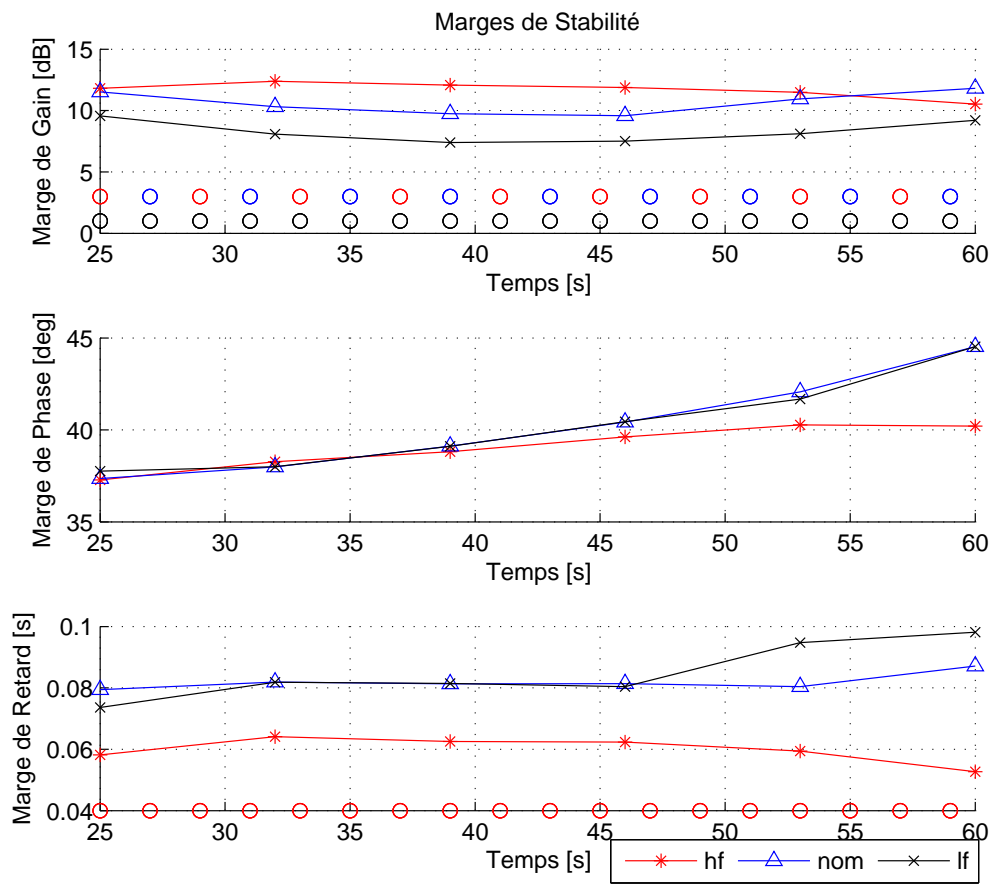 Marges de Stabilité
Marge de Gain [dB]
15
10
5
0
25 30 35 40 45 50 55 60
Temps [s]
Marge de Phase [deg]
45
40
35
25 30 35 40 45 50 55 60
Temps [s]
Marge de Retard [s]
0.1
0.08
0.06
0.04
25 30 35 40 45 50 55 60
Temps [s]
hf nom lf